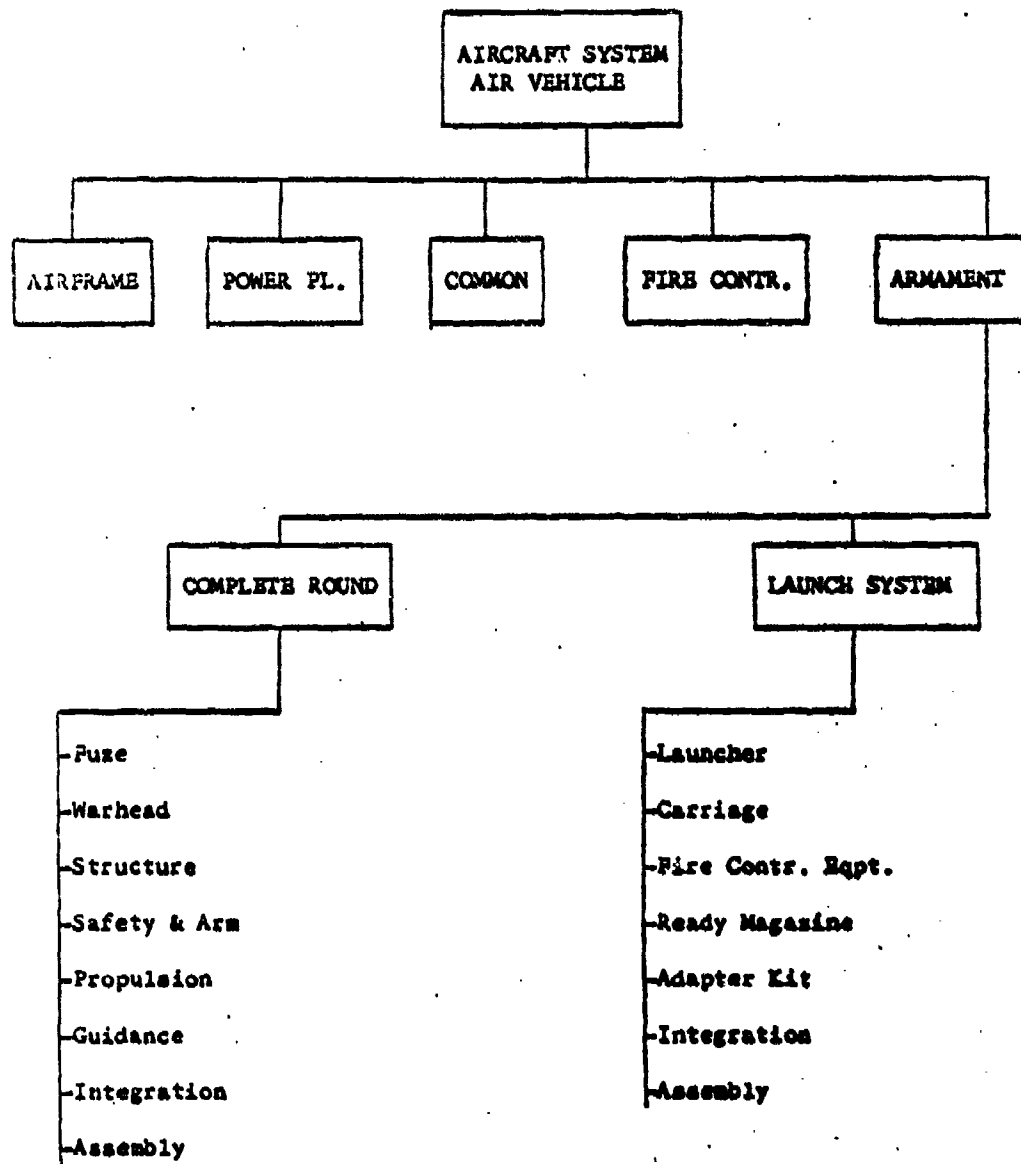 AIRCRAFT SYSTEM
AIR VEHICLE
AIRFRAME
POWER PL.
COMMON
FIRE CONTR.
ARMAMENT
COMPLETE ROUND
LAUNCH SYSTEM
Fuze
Warhead
Structure
Safety & Arm
Propulsion
Guidance
Integration
Assembly
Launcher
Carriage
Fire Contr. Eqpt.
Ready Magazine
Adapter Kit
Integration
Assembly